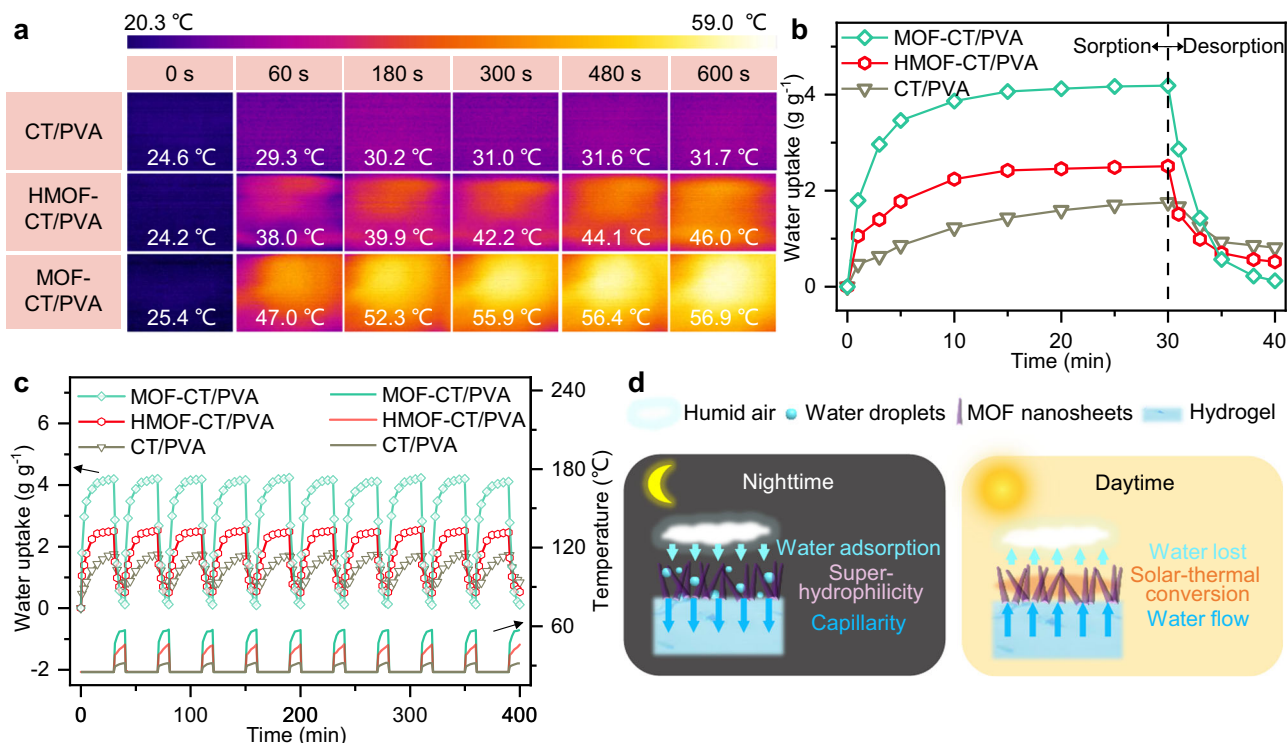 a
20.3 ℃ 59.0 ℃
0 s 60 s 180 s 300 s 480 s 600 s
CT/PVA
24.6 ℃ 29.3 ℃ 30.2 ℃ 31.0 ℃ 31.6 ℃ 31.7 ℃
HMOF-
CT/PVA
24.2 ℃ 38.0 ℃ 39.9 ℃ 42.2 ℃ 44.1 ℃ 46.0 ℃
MOF-
CT/PVA
25.4 ℃ 47.0 ℃ 52.3 ℃ 55.9 ℃ 56.4 ℃ 56.9 ℃
b
MOF-CT/PVA
HMOF-CT/PVA
CT/PVA
Sorption Desorption
Water uptake (g g⁻¹)
4
2
0
0 10 20 30 40
Time (min)
c
MOF-CT/PVA MOF-CT/PVA
HMOF-CT/PVA HMOF-CT/PVA
CT/PVA CT/PVA
Water uptake (g g⁻¹)
6
4
2
0
-2
Temperature (℃)
240
180
120
60
0 100 200 300 400
Time (min)
d
Humid air Water droplets MOF nanosheets Hydrogel
Nighttime
Water adsorption
Super-
hydrophilicity
Capillarity
Daytime
Water lost
Solar-thermal
conversion
Water flow